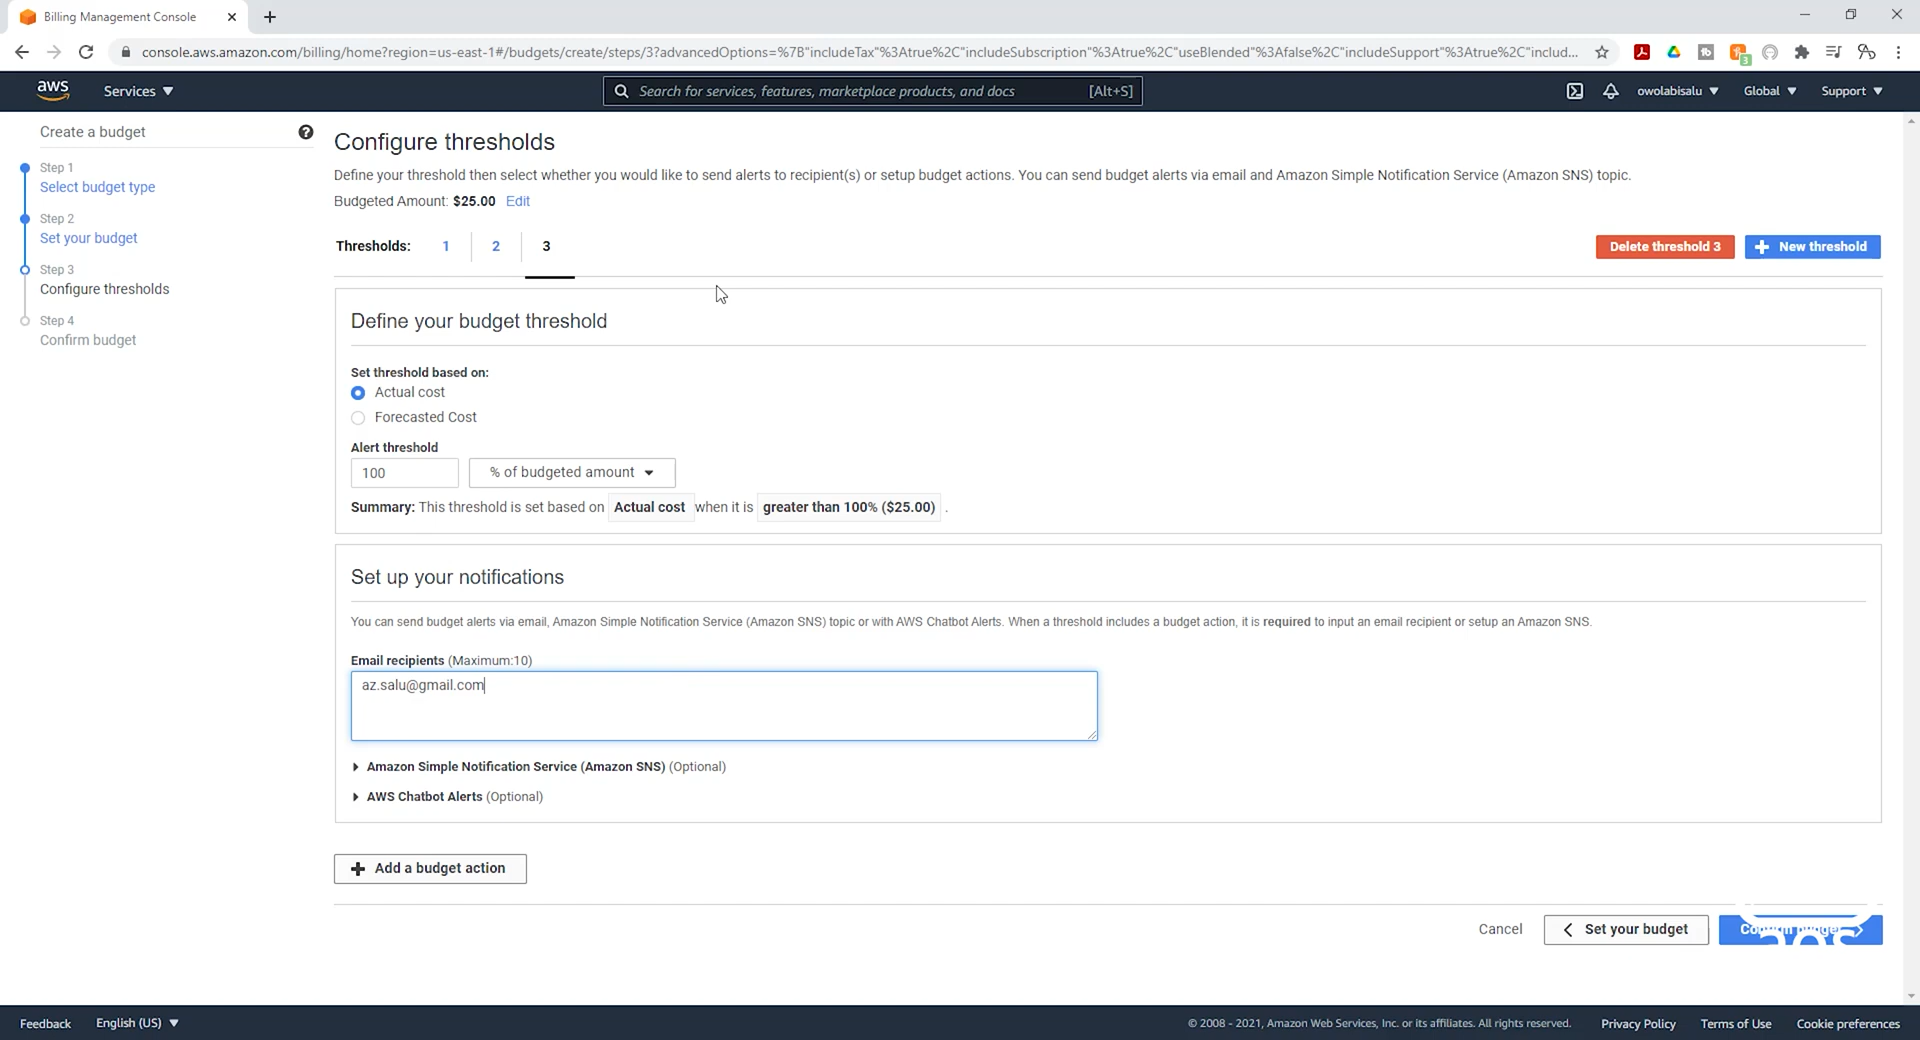 Billing Management Console
console.aws.amazon.com/billing/home?region=us-east-1#/budgets/create/steps/3?advancedOptions=%7B"includeTax"%3Atrue%2C"includeSubscription"%3Atrue%2C"useBlended"%3Afalse%2C"includeSupport"%3Atrue%2C"includ...
3
aws Services Search for services, features, marketplace products, and docs [Alt+S] owolabisalu Global Support
Create a budget
Step 1
Select budget type
Step 2
Set your budget
Step 3
Configure thresholds
Step 4
Confirm budget
Configure thresholds
Define your threshold then select whether you would like to send alerts to recipient(s) or setup budget actions. You can send budget alerts via email and Amazon Simple Notification Service (Amazon SNS) topic.
Budgeted Amount: $25.00 Edit
Thresholds: 1 2 3 Delete threshold 3 New threshold
Define your budget threshold
Set threshold based on:
Actual cost
Forecasted Cost
Alert threshold
100 % of budgeted amount
Summary: This threshold is set based on Actual cost when it is greater than 100% ($25.00) .
Set up your notifications
You can send budget alerts via email, Amazon Simple Notification Service (Amazon SNS) topic or with AWS Chatbot Alerts. When a threshold includes a budget action, it is required to input an email recipient or setup an Amazon SNS.
Email recipients (Maximum:10)
az.salu@gmail.com
Amazon Simple Notification Service (Amazon SNS) (Optional)
AWS Chatbot Alerts (Optional)
Add a budget action
Cancel Set your budget
Feedback English (US) © 2008 - 2021, Amazon Web Services, Inc. or its affiliates. All rights reserved. Privacy Policy Terms of Use Cookie preferences